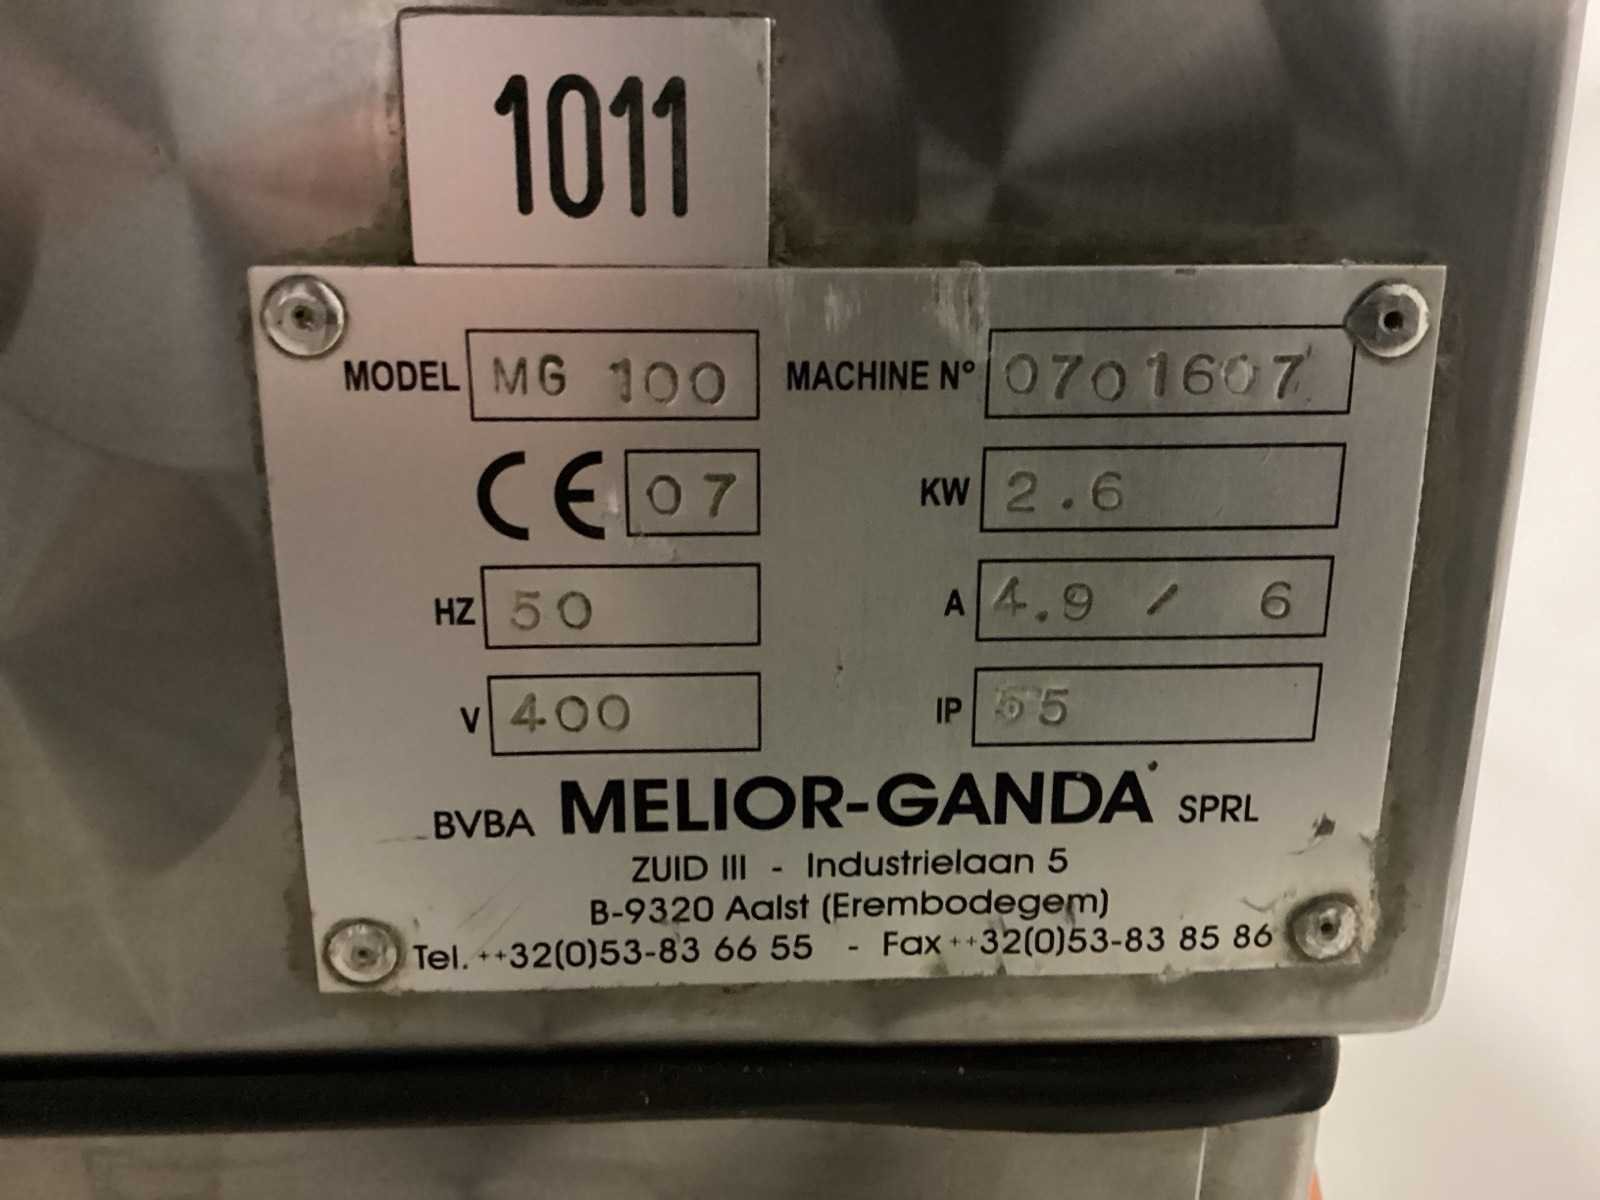 1011
MODEL MG 100 MACHINE N° 0701607
CE 07 KW 2.6
HZ 50 A 4.9 / 6
V 400 IP 55
BVBA MELIOR-GANDA SPRL
ZUID III - Industrielaan 5
B-9320 Aalst (Erembodegem)
Tel. ++32(0)53-83 66 55 - Fax ++32(0)53-83 85 86